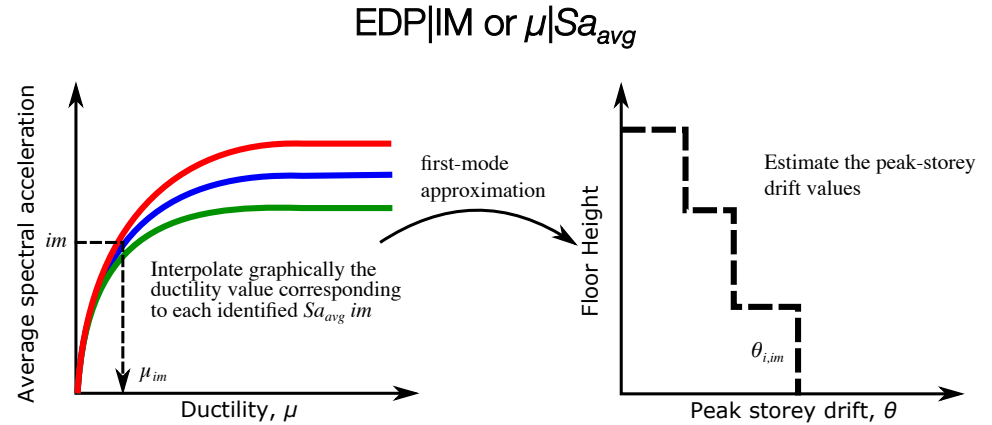 EDP|IM or μ|Sa_avg
Average spectral acceleration
im
Interpolate graphically the
ductility value corresponding
to each identified Sa_avg im
μ_im
Ductility, μ
first-mode
approximation
Floor Height
Estimate the peak-storey
drift values
θ_i,im
Peak storey drift, θ